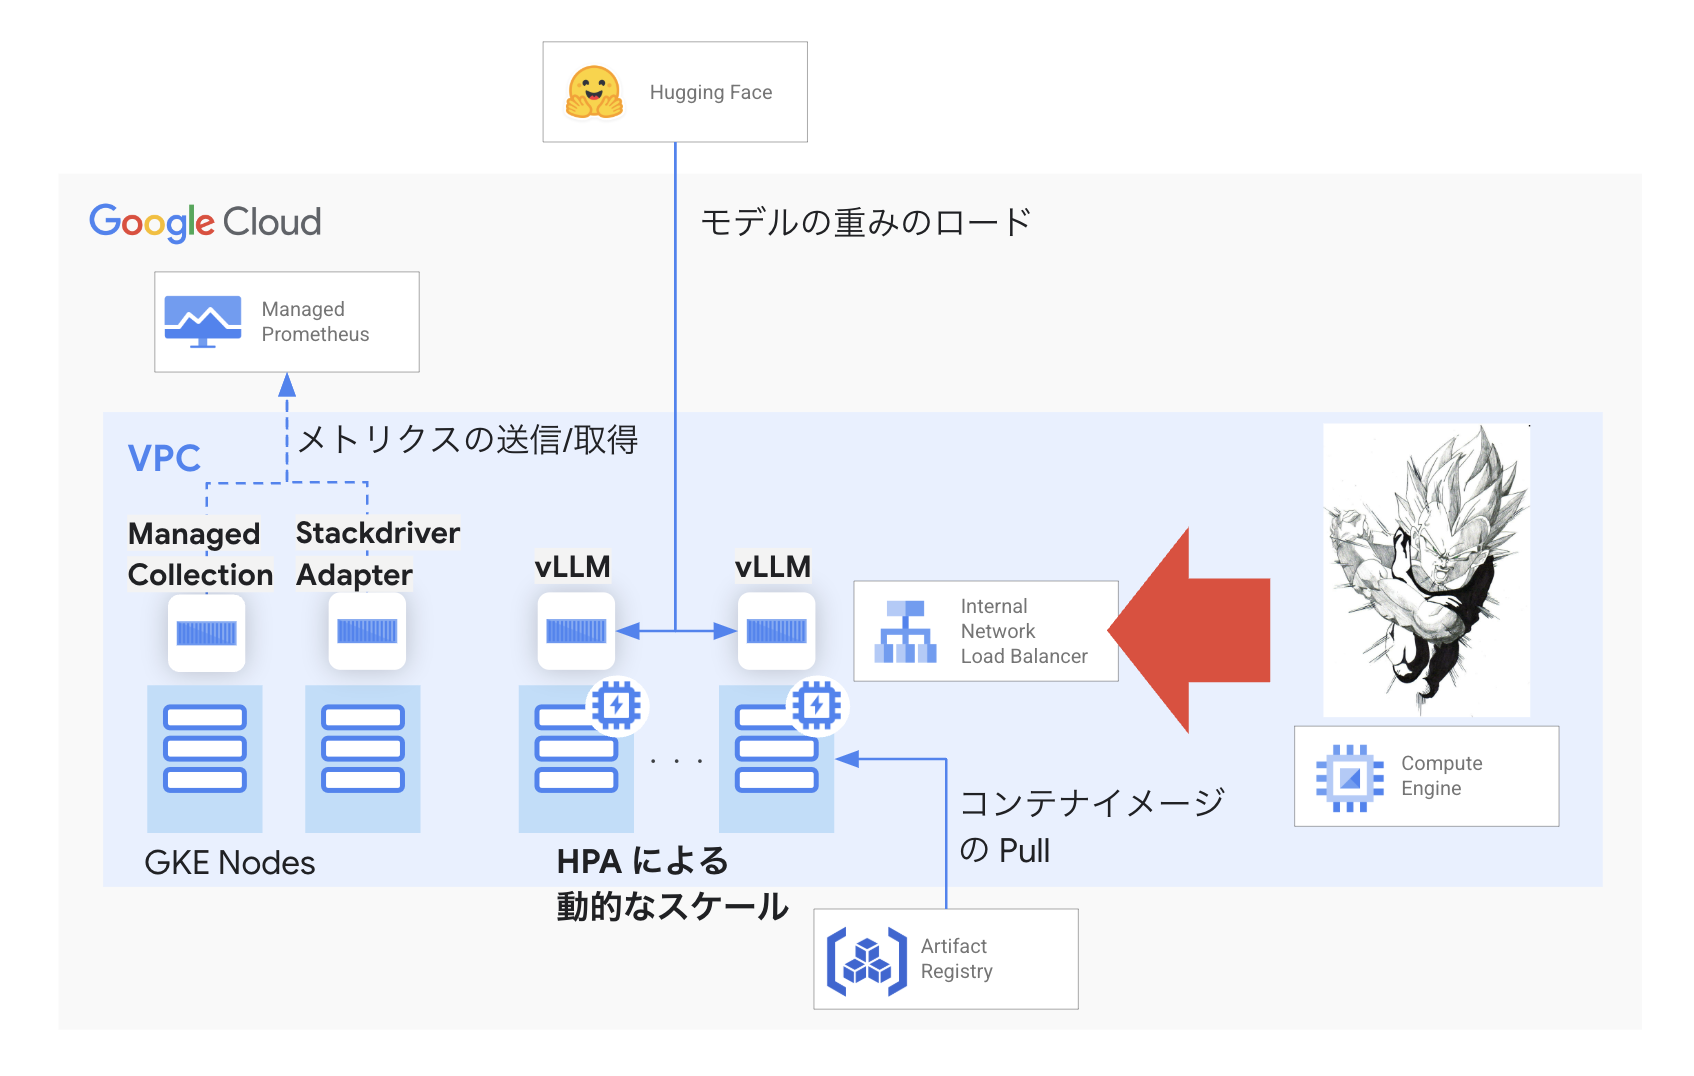 Hugging Face
Google Cloud
モデルの重みのロード
Managed
Prometheus
VPC
メトリクスの送信/取得
Managed
Collection
Stackdriver
Adapter
vLLM
vLLM
Internal
Network
Load Balancer
. . .
Compute
Engine
コンテナイメージ
の Pull
GKE Nodes
HPA による
動的なスケール
Artifact
Registry